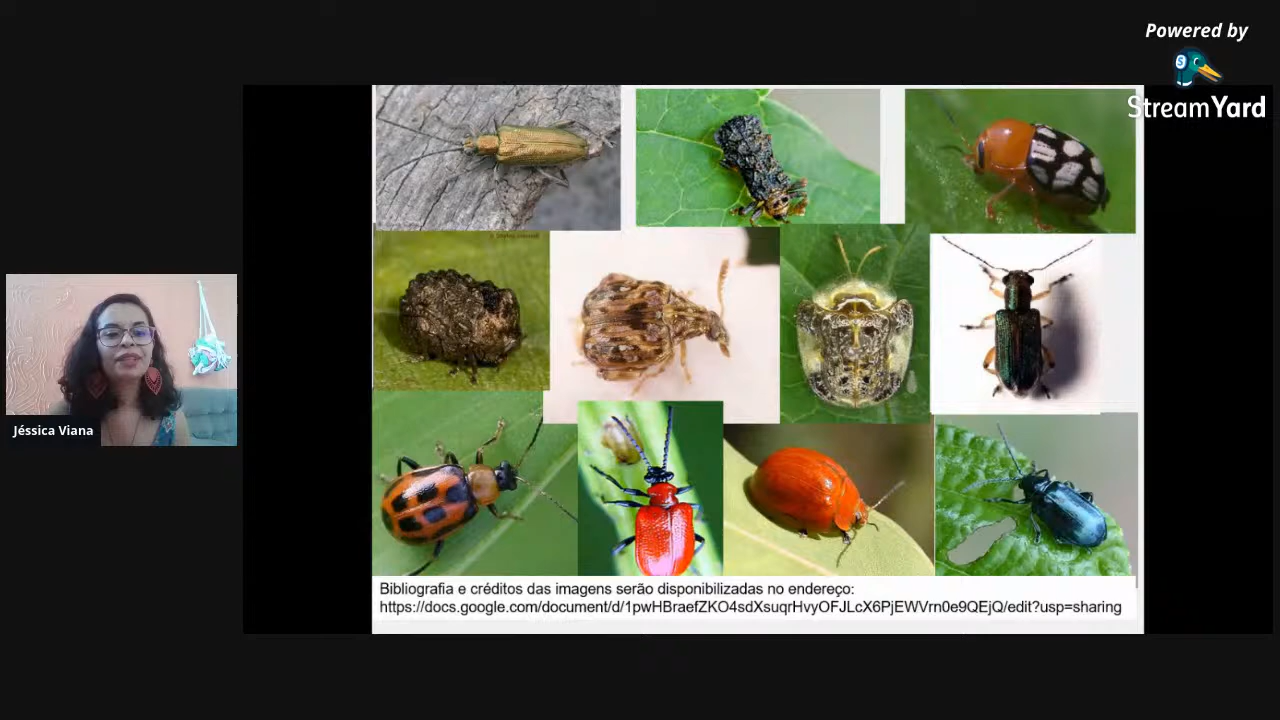 Powered by
StreamYard
Jéssica Viana
Bibliografia e créditos das imagens serão disponibilizadas no endereço:
https://docs.google.com/document/d/1pwHBraefZKO4sdXsuqrHvyOFJLcX6PjEWVrn0e9QEjQ/edit?usp=sharing